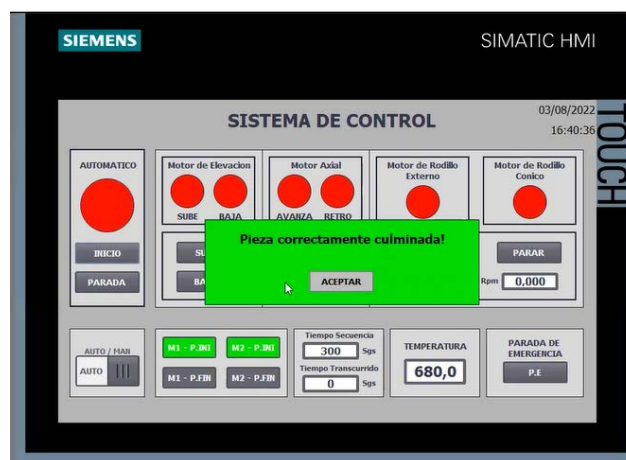 SIEMENS
SIMATIC HMI
TOUCH
SISTEMA DE CONTROL
03/08/2022
16:40:36
AUTOMATICO
INICIO
PARADA
Motor de Elevacion
SUBE BAJA
Motor Axial
AVANZA RETRO
Motor de Rodillo
Externo
Motor de Rodillo
Conico
Pieza correctamente culminada!
ACEPTAR
PARAR
Rpm 0,000
AUTO / MAN
AUTO
M1 - P.INI M2 - P.INI
M1 - P.FIN M2 - P.FIN
Tiempo Secuencia
300 Sgs
Tiempo Transcurrido
0 Sgs
TEMPERATURA
680,0
PARADA DE
EMERGENCIA
P.E